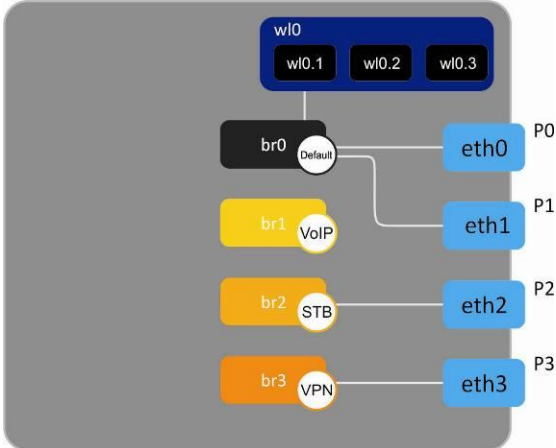 wl0
wl0.1 wl0.2 wl0.3
br0 Default eth0 P0
eth1 P1
br1 VoIP
br2 STB eth2 P2
br3 VPN eth3 P3